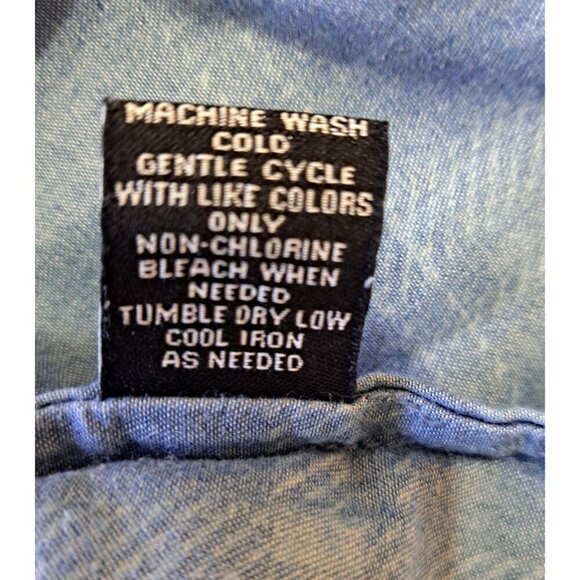 MACHINE WASH
COLD
GENTLE CYCLE
WITH LIKE COLORS
ONLY
NON-CHLORINE
BLEACH WHEN
NEEDED
TUMBLE DRY LOW
COOL IRON
AS NEEDED